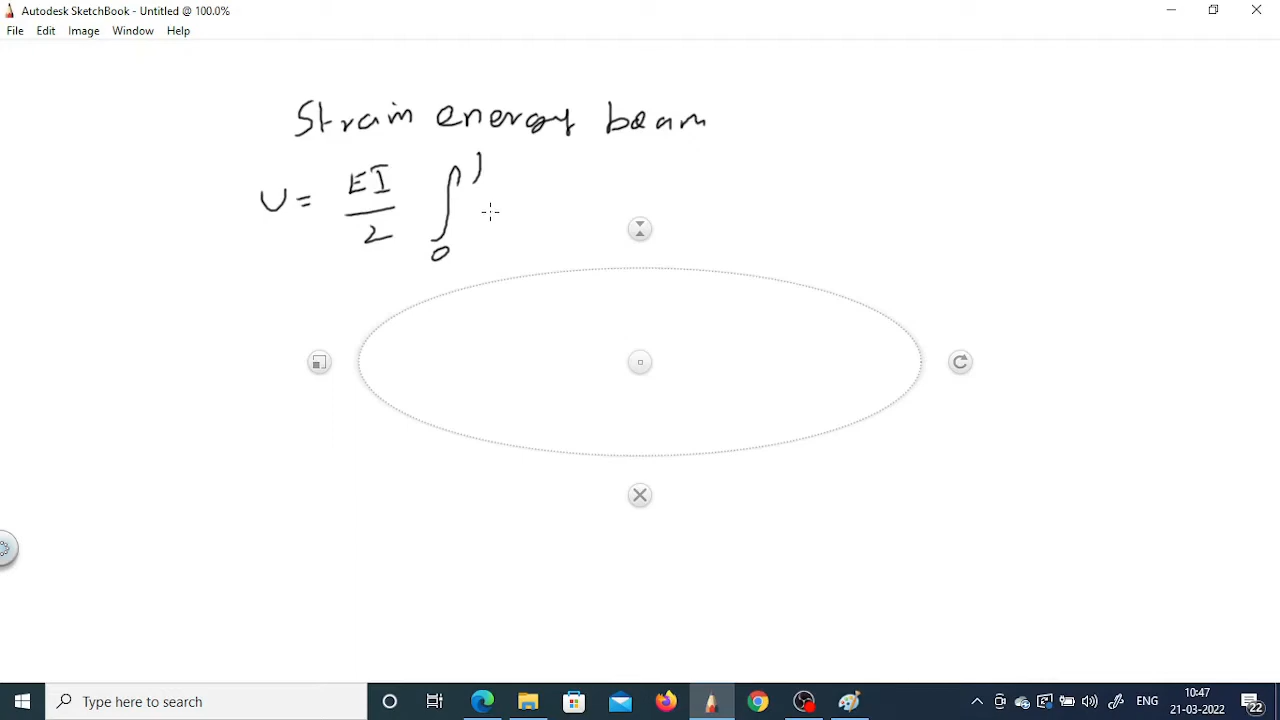 Autodesk SketchBook - Untitled @ 100.0%
File Edit Image Window Help
Strain energy beam
U = EI/2 ∫₀ˡ
Type here to search
ENG
10:47
21-03-2022
22